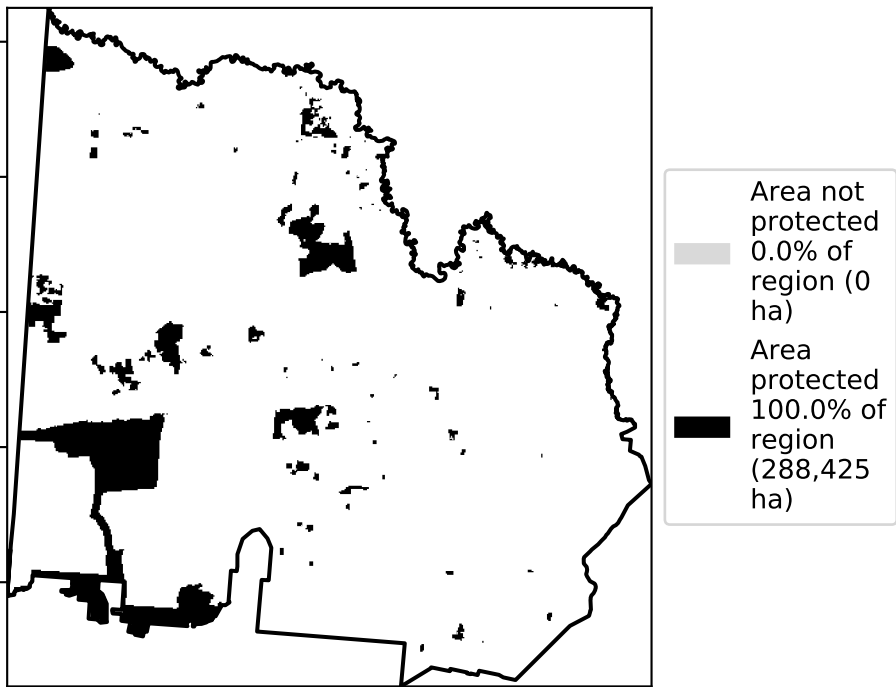 Area not
protected
0.0% of
region (0
ha)
Area
protected
100.0% of
region
(288,425
ha)